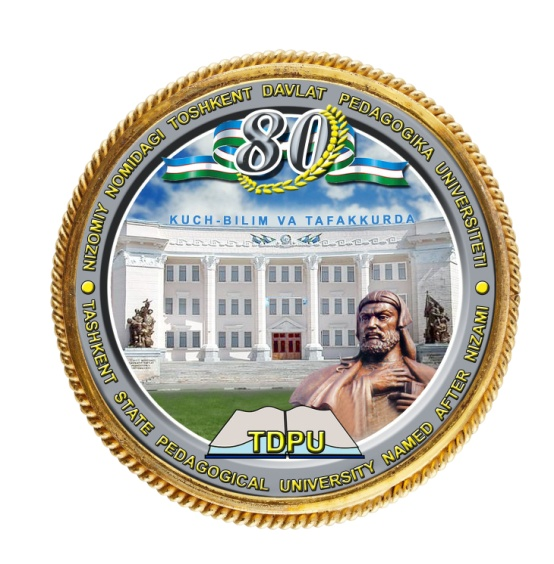 NIZOMIY NOMIDAGI TOSHKENT DAVLAT PEDAGOGIKA UNIVERSITETI
80
KUCH-BILIM VA TAFAKKURDA
TDPU
TASHKENT STATE PEDAGOGICAL UNIVERSITY NAMED AFTER NIZAMI